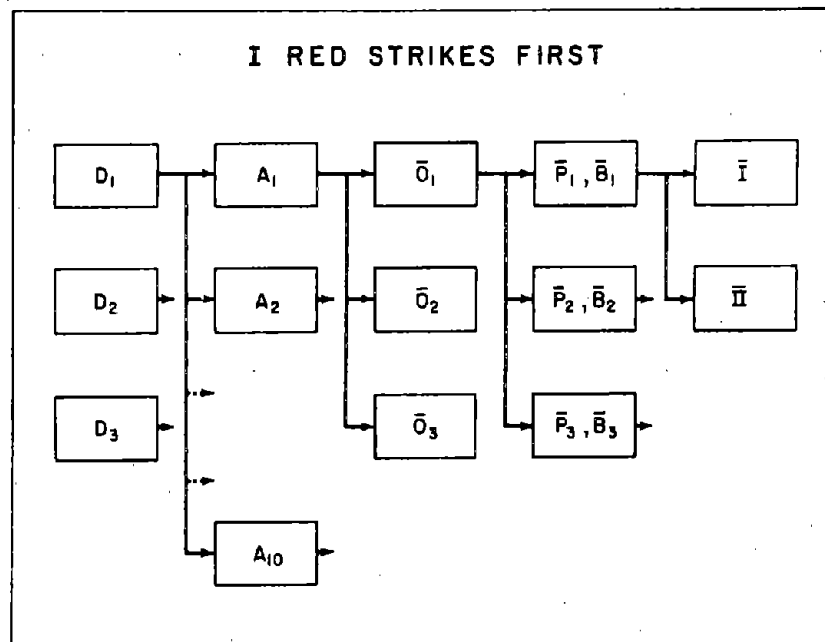 I RED STRIKES FIRST
D₁ A₁ Ō₁ P̄₁, B̄₁ Ī
D₂ A₂ Ō₂ P̄₂, B̄₂ ĪĪ
D₃ Ō₃ P̄₃, B̄₃
A₁₀